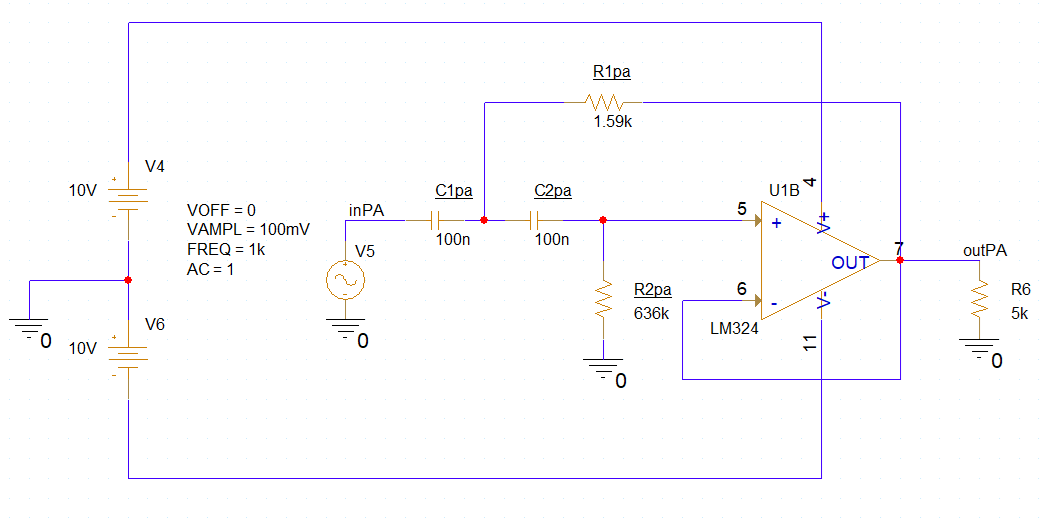 R1pa
1.59k
V4
10V
VOFF = 0
VAMPL = 100mV
FREQ = 1k
AC = 1
inPA
V5
0
C1pa
100n
C2pa
100n
R2pa
636k
0
U1B
4
5
+
V+
7
OUT
6
-
V-
LM324
11
outPA
R6
5k
0
0
V6
10V